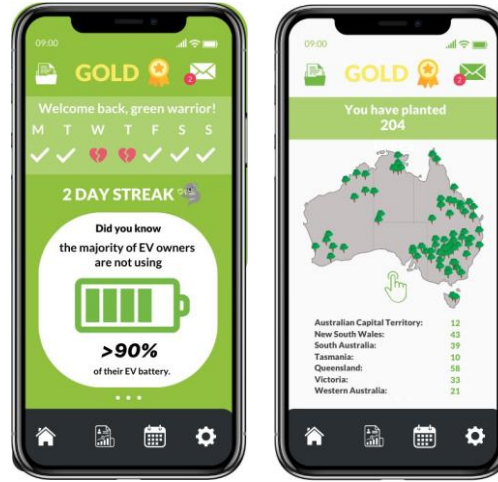 09:00
GOLD
2
Welcome back, green warrior!
M T W T F S S
2 DAY STREAK
Did you know
the majority of EV owners
are not using
>90%
of their EV battery.
09:00
GOLD
2
You have planted
204
Australian Capital Territory: 12
New South Wales: 43
South Australia: 39
Tasmania: 10
Queensland: 58
Victoria: 33
Western Australia: 21